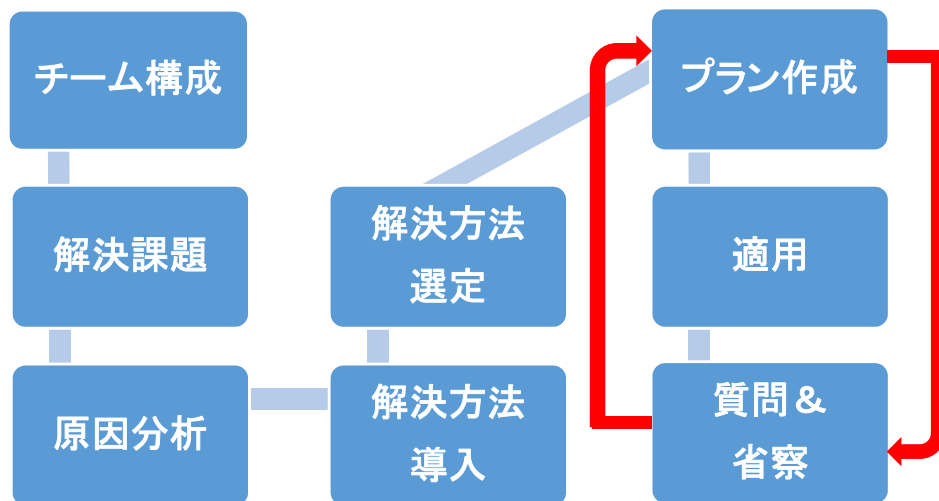 チーム構成
解決課題
原因分析
解決方法
導入
解決方法
選定
プラン作成
適用
質問＆
省察